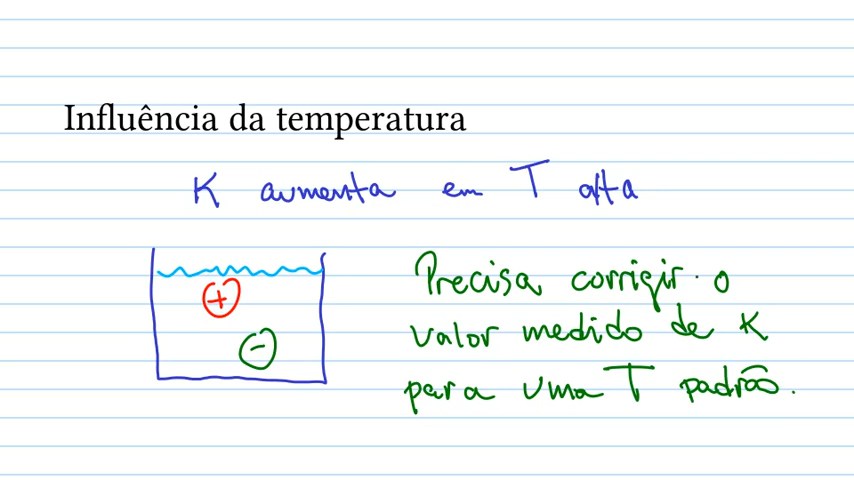 Influência da temperatura
K aumenta em T alta
+
−
Precisa corrigir o
valor medido de K
para uma T padrão.